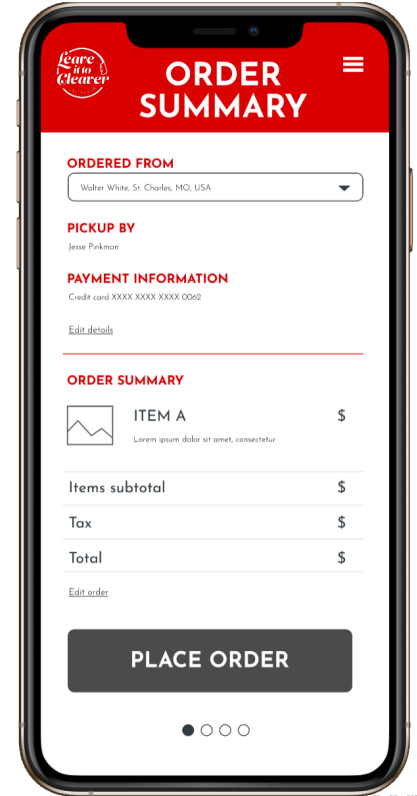 Leave
it to
Cleaver
ORDER
SUMMARY
ORDERED FROM
Walter White, St. Charles, MO, USA
PICKUP BY
Jesse Pinkman
PAYMENT INFORMATION
Credit card XXXX XXXX XXXX 0062
Edit details
ORDER SUMMARY
ITEM A $
Lorem ipsum dolor sit amet, consectetur
Items subtotal $
Tax $
Total $
Edit order
PLACE ORDER